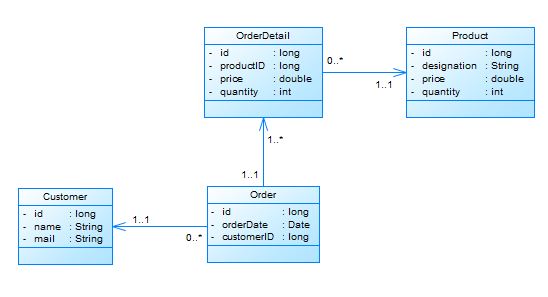 OrderDetail
- id : long
- productID : long
- price : double
- quantity : int
0..*
1..1
Product
- id : long
- designation : String
- price : double
- quantity : int
1..*
1..1
Customer
- id : long
- name : String
- mail : String
1..1
0..*
Order
- id : long
- orderDate : Date
- customerID : long